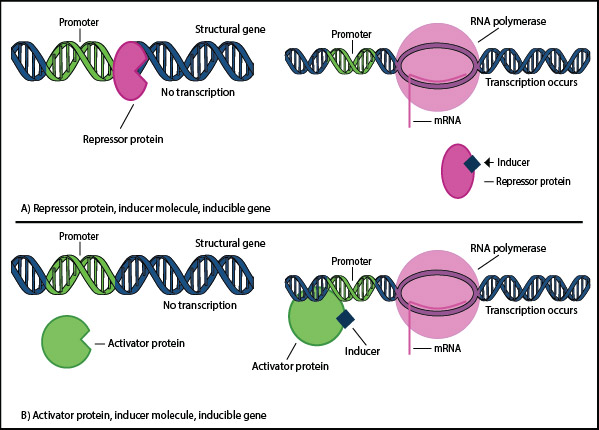 Promoter
Structural gene
No transcription
Repressor protein
RNA polymerase
Promoter
Transcription occurs
mRNA
Inducer
Repressor protein
A) Repressor protein, inducer molecule, inducible gene
Promoter
Structural gene
No transcription
Activator protein
RNA polymerase
Promoter
Transcription occurs
Inducer
mRNA
Activator protein
B) Activator protein, inducer molecule, inducible gene